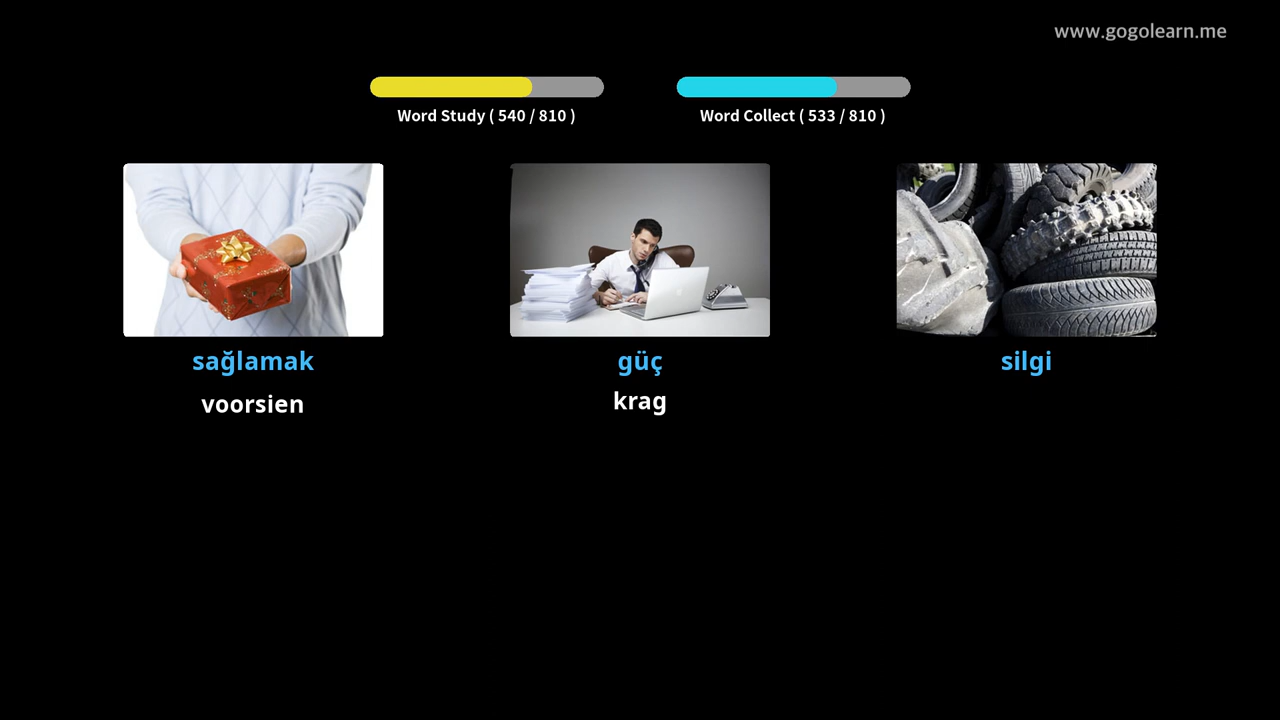 www.gogolearn.me
Word Study ( 540 / 810 )
Word Collect ( 533 / 810 )
sağlamak
güç
silgi
voorsien
krag